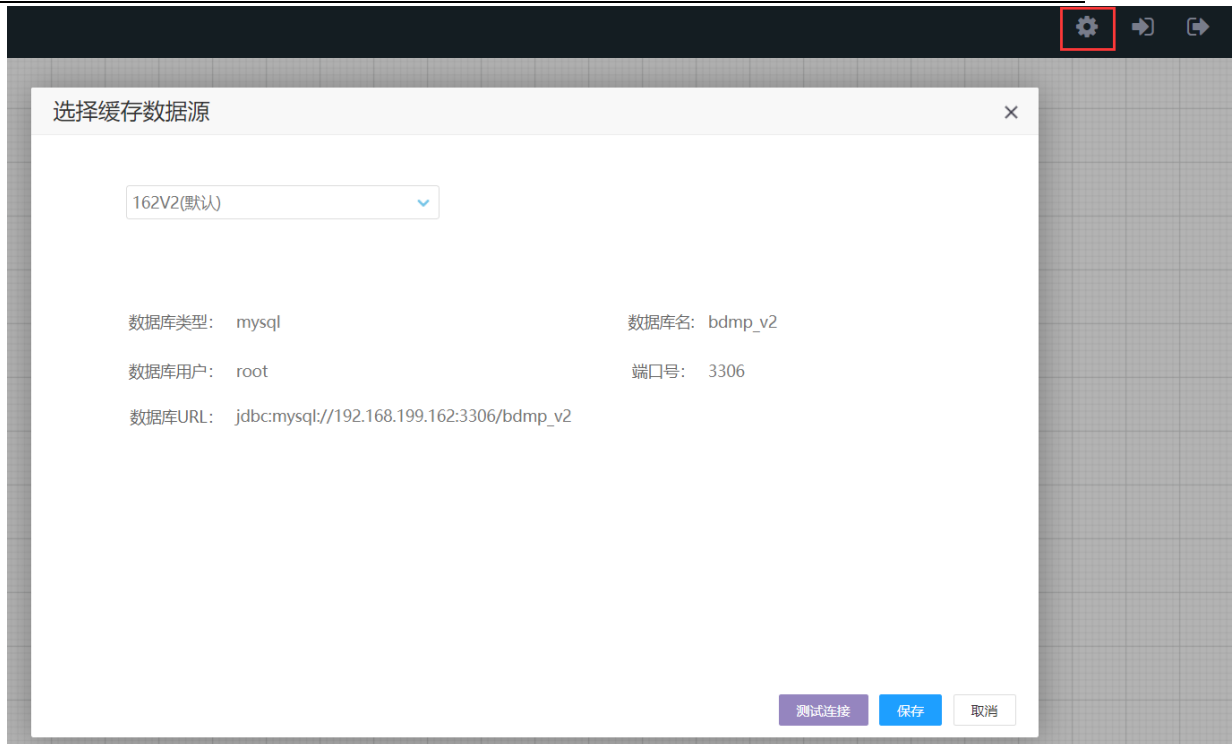 选择缓存数据源
162V2(默认)
数据库类型: mysql 数据库名: bdmp_v2
数据库用户: root 端口号: 3306
数据库URL: jdbc:mysql://192.168.199.162:3306/bdmp_v2
测试连接 保存 取消